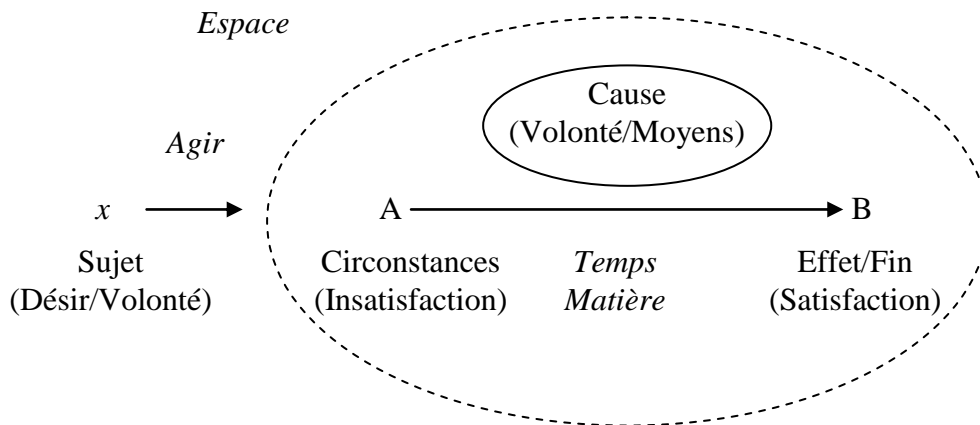 Espace
Cause
(Volonté/Moyens)
Agir
x
A
B
Sujet
(Désir/Volonté)
Circonstances
(Insatisfaction)
Temps
Matière
Effet/Fin
(Satisfaction)